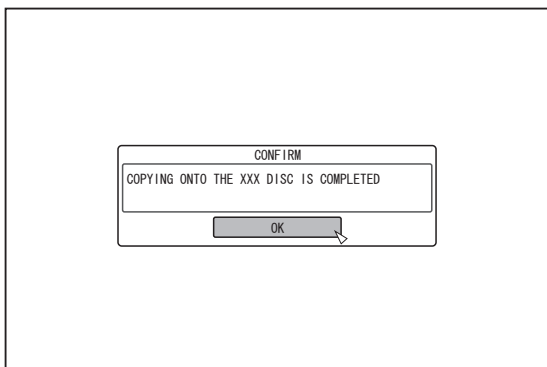 CONFIRM
COPYING ONTO THE XXX DISC IS COMPLETED
OK